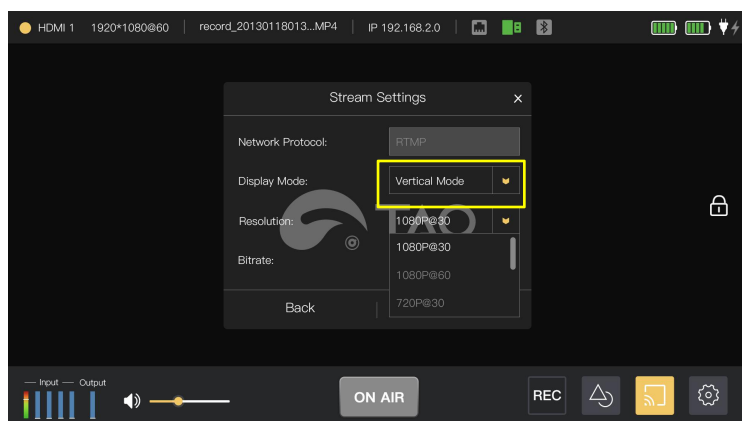 HDMI 1 1920*1080@60 record_20130118013...MP4 IP 192.168.2.0
Stream Settings x
Network Protocol: RTMP
Display Mode: Vertical Mode
TAO
Resolution: 1080P@30
1080P@30
Bitrate:
1080P@60
720P@30
Back
Input Output
ON AIR
REC